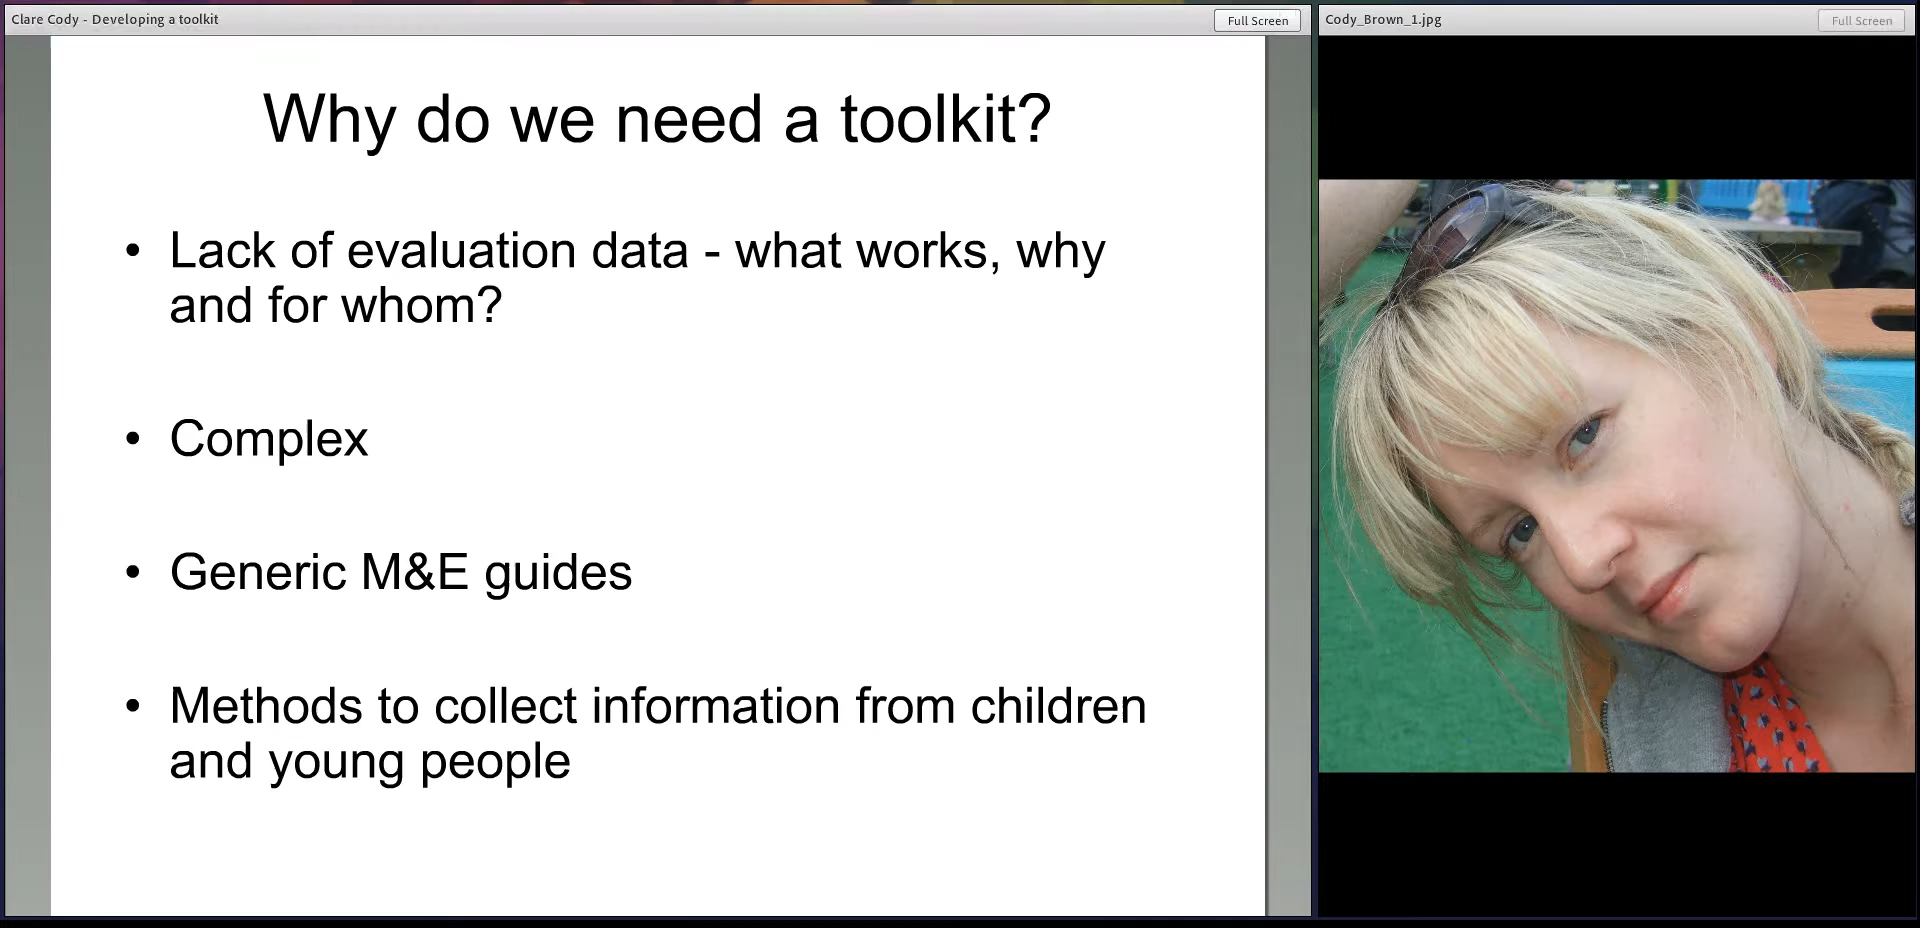 Clare Cody - Developing a toolkit
Full Screen
Cody_Brown_1.jpg
Full Screen
Why do we need a toolkit?
• Lack of evaluation data - what works, why
and for whom?
• Complex
• Generic M&E guides
• Methods to collect information from children
and young people